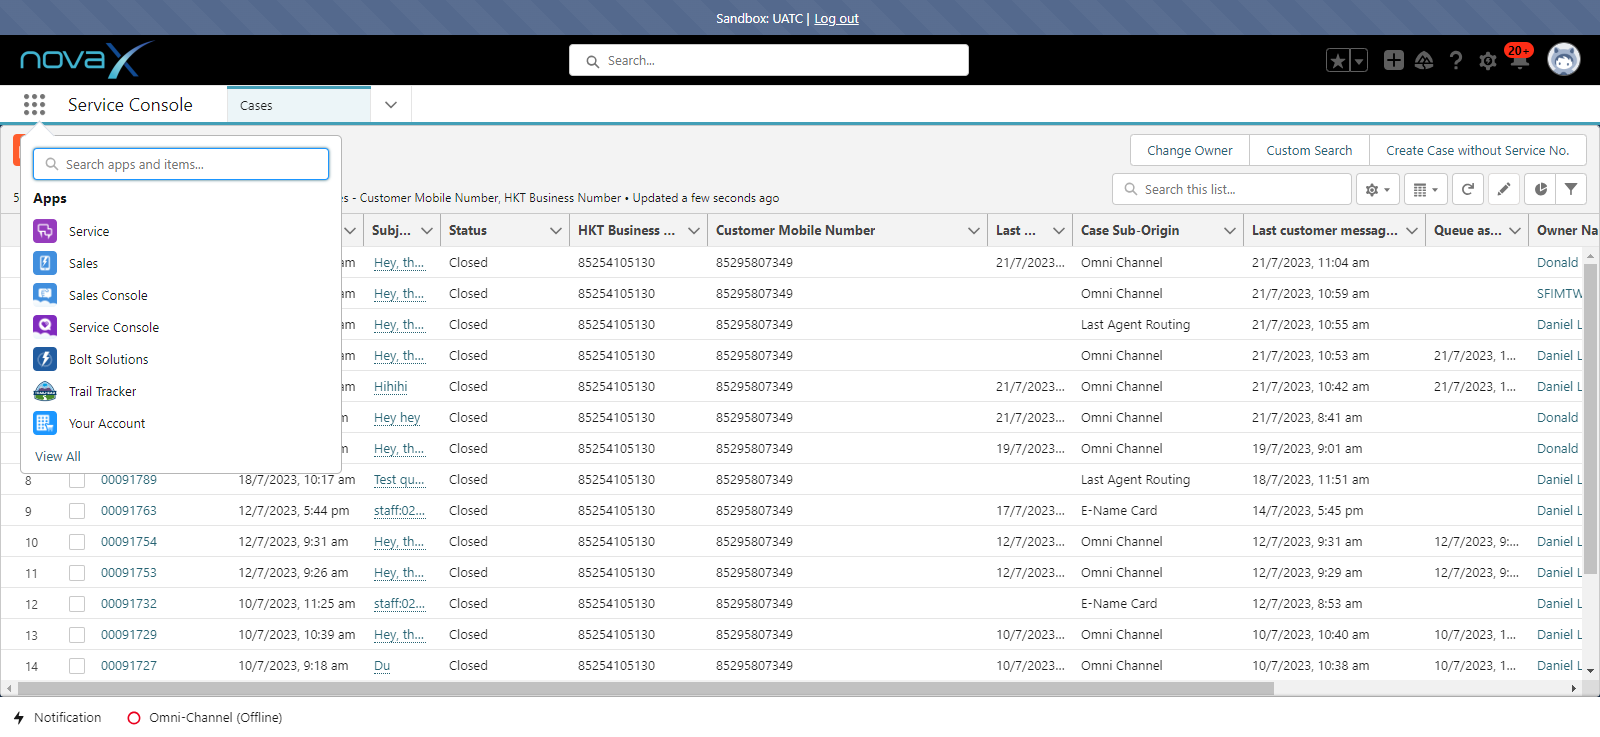 Sandbox: UATC | Log out
novaX
Search...
20+
Service Console
Cases
Search apps and items...
Apps
Service
Sales
Sales Console
Service Console
Bolt Solutions
Trail Tracker
Your Account
View All
Change Owner
Custom Search
Create Case without Service No.
5
s - Customer Mobile Number, HKT Business Number • Updated a few seconds ago
Search this list...
Subj... Status HKT Business ... Customer Mobile Number Last ... Case Sub-Origin Last customer messag... Queue as... Owner Na
am Hey, th... Closed 85254105130 85295807349 21/7/2023... Omni Channel 21/7/2023, 11:04 am Donald
am Hey, th... Closed 85254105130 85295807349 Omni Channel 21/7/2023, 10:59 am SFIMTW
am Hey, th... Closed 85254105130 85295807349 Last Agent Routing 21/7/2023, 10:55 am Daniel L
am Hey, th... Closed 85254105130 85295807349 Omni Channel 21/7/2023, 10:53 am 21/7/2023, 1... Daniel L
am Hihihi Closed 85254105130 85295807349 21/7/2023... Omni Channel 21/7/2023, 10:42 am 21/7/2023, 1... Daniel L
m Hey hey Closed 85254105130 85295807349 Omni Channel 21/7/2023, 8:41 am Donald
m Hey, th... Closed 85254105130 85295807349 19/7/2023... Omni Channel 19/7/2023, 9:01 am Donald
8 00091789 18/7/2023, 10:17 am Test qu... Closed 85254105130 85295807349 Last Agent Routing 18/7/2023, 11:51 am Daniel L
9 00091763 12/7/2023, 5:44 pm staff:02... Closed 85254105130 85295807349 17/7/2023... E-Name Card 14/7/2023, 5:45 pm Daniel L
10 00091754 12/7/2023, 9:31 am Hey, th... Closed 85254105130 85295807349 12/7/2023... Omni Channel 12/7/2023, 9:31 am 12/7/2023, 9:... Daniel L
11 00091753 12/7/2023, 9:26 am Hey, th... Closed 85254105130 85295807349 12/7/2023... Omni Channel 12/7/2023, 9:29 am 12/7/2023, 9:... Daniel L
12 00091732 10/7/2023, 11:25 am staff:02... Closed 85254105130 85295807349 E-Name Card 12/7/2023, 8:53 am Daniel L
13 00091729 10/7/2023, 10:39 am Hey, th... Closed 85254105130 85295807349 10/7/2023... Omni Channel 10/7/2023, 10:40 am 10/7/2023, 1... Daniel L
14 00091727 10/7/2023, 9:18 am Du Closed 85254105130 85295807349 10/7/2023... Omni Channel 10/7/2023, 10:38 am 10/7/2023, 1... Daniel L
Notification
Omni-Channel (Offline)